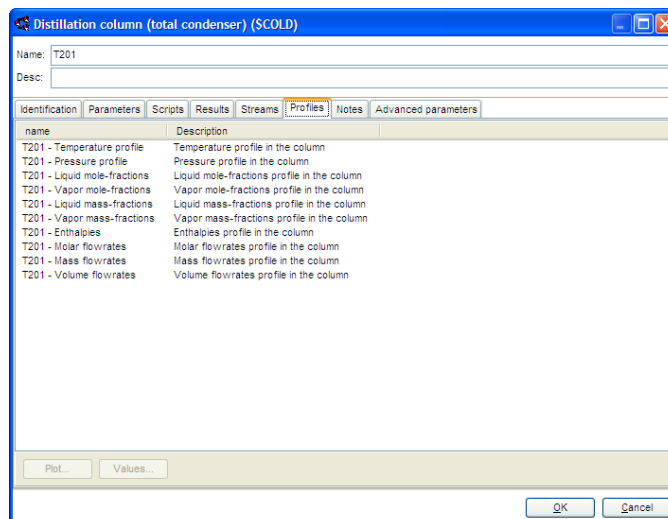 Distillation column (total condenser) ($COLD)
Name: T201
Desc:
Identification Parameters Scripts Results Streams Profiles Notes Advanced parameters
name Description
T201 - Temperature profile Temperature profile in the column
T201 - Pressure profile Pressure profile in the column
T201 - Liquid mole-fractions Liquid mole-fractions profile in the column
T201 - Vapor mole-fractions Vapor mole-fractions profile in the column
T201 - Liquid mass-fractions Liquid mass-fractions profile in the column
T201 - Vapor mass-fractions Vapor mass-fractions profile in the column
T201 - Enthalpies Enthalpies profile in the column
T201 - Molar flowrates Molar flowrates profile in the column
T201 - Mass flowrates Mass flowrates profile in the column
T201 - Volume flowrates Volume flowrates profile in the column
Plot... Values...
OK Cancel